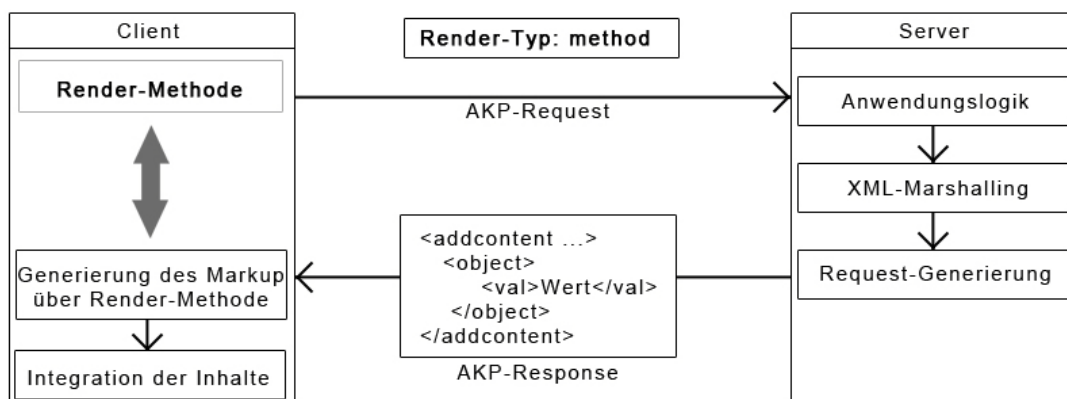 Client
Render-Typ: method
Server
Render-Methode
AKP-Request
Anwendungslogik
XML-Marshalling
Request-Generierung
<addcontent ...>
<object>
<val>Wert</val>
</object>
</addcontent>
AKP-Response
Generierung des Markup
über Render-Methode
Integration der Inhalte